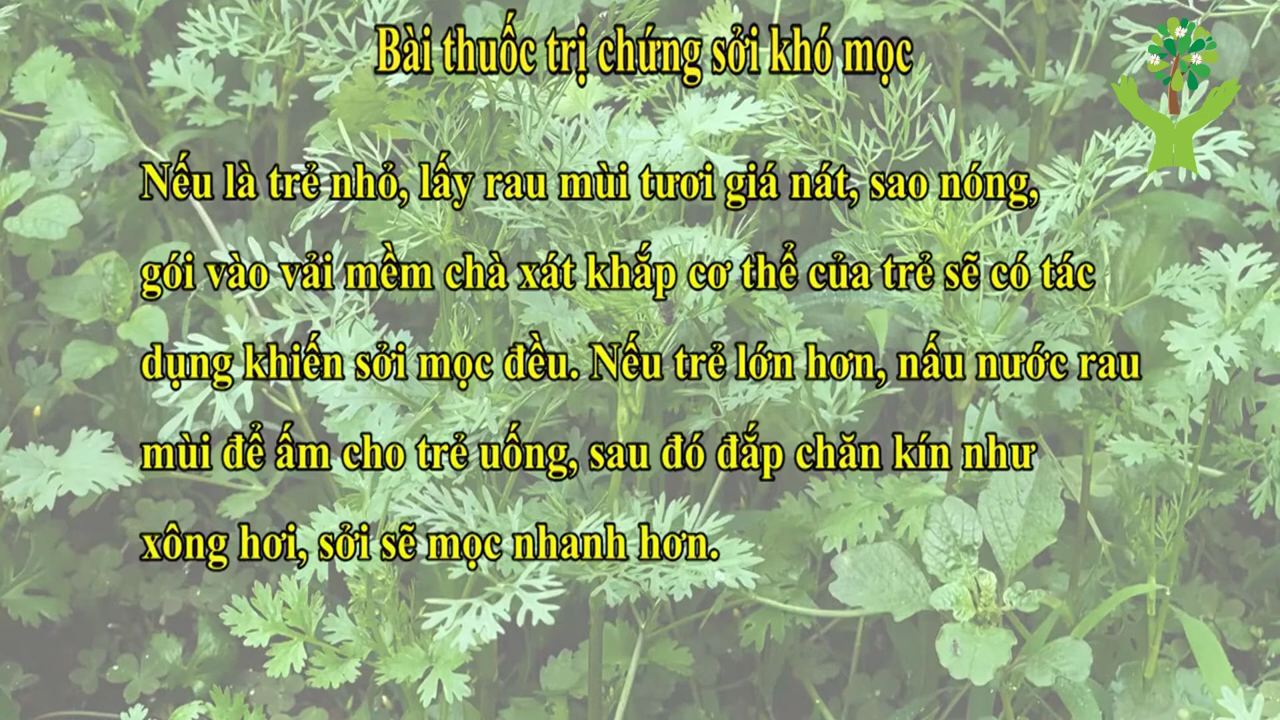 Bài thuốc trị chứng sởi khó mọc
Nếu là trẻ nhỏ, lấy rau mùi tươi giá nát, sao nóng,
gói vào vải mềm chà xát khắp cơ thể của trẻ sẽ có tác
dụng khiến sởi mọc đều. Nếu trẻ lớn hơn, nấu nước rau
mùi để ấm cho trẻ uống, sau đó đắp chăn kín như
xông hơi, sởi sẽ mọc nhanh hơn.